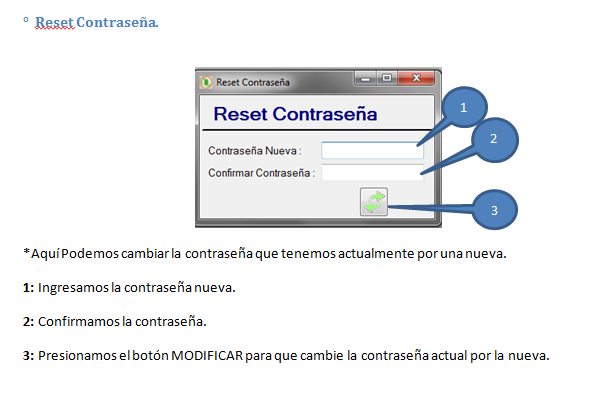 ° Reset Contraseña.
Reset Contraseña
Reset Contraseña
Contraseña Nueva :
Confirmar Contraseña :
1
2
3
*Aquí Podemos cambiar la contraseña que tenemos actualmente por una nueva.
1: Ingresamos la contraseña nueva.
2: Confirmamos la contraseña.
3: Presionamos el botón MODIFICAR para que cambie la contraseña actual por la nueva.